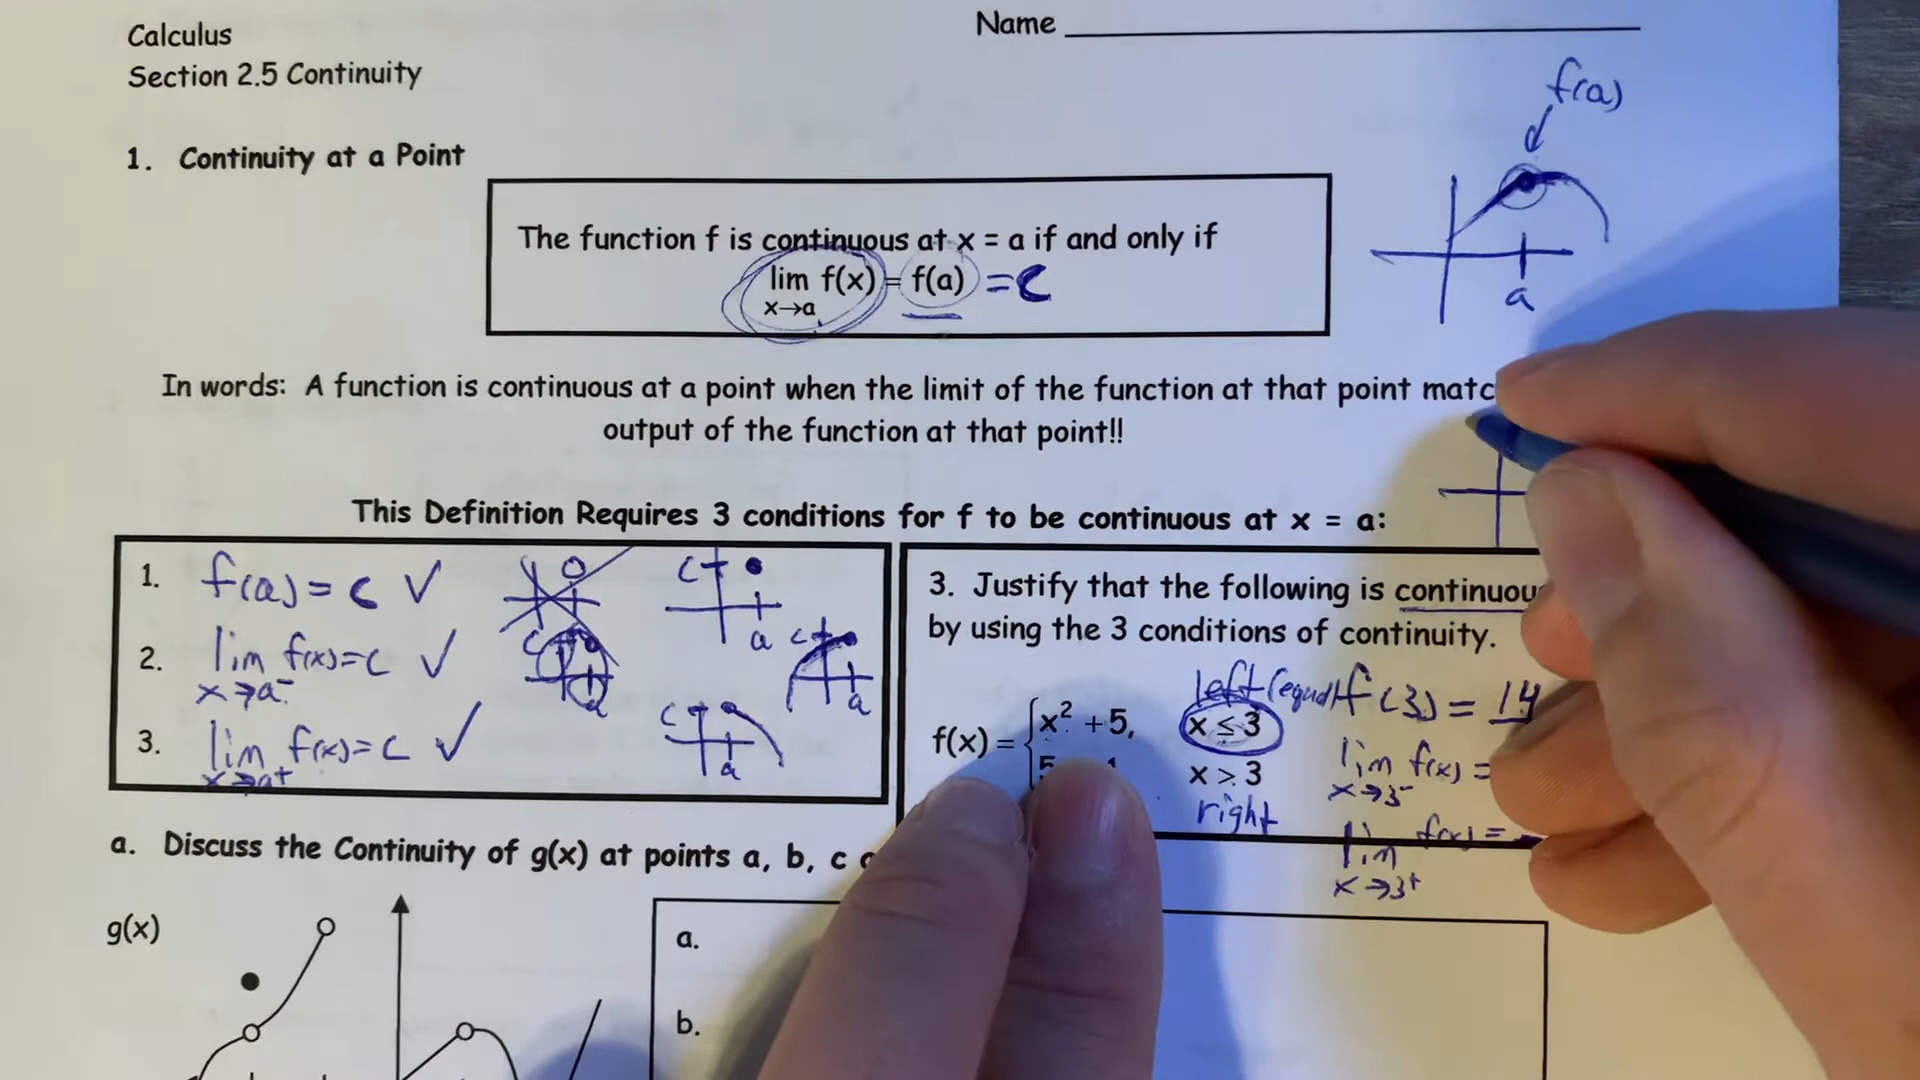 Calculus
Name
Section 2.5 Continuity
f(a)
1. Continuity at a Point
The function f is continuous at x = a if and only if
lim f(x) = f(a) = C
x→a
a
In words: A function is continuous at a point when the limit of the function at that point matc
output of the function at that point!!
This Definition Requires 3 conditions for f to be continuous at x = a:
1. f(a) = C ✓
C
a
2. lim f(x) = C ✓
x→a⁻
C
a
C
a
3. lim f(x) = C ✓
x→a⁺
C
a
3. Justify that the following is continuou
by using the 3 conditions of continuity.
left (equal) f(3) = 14
f(x) = { x² + 5, x ≤ 3
5 x > 3
right
lim f(x) =
x→3⁻
lim f(x) =
x→3⁺
a. Discuss the Continuity of g(x) at points a, b, c
g(x)
a.
b.